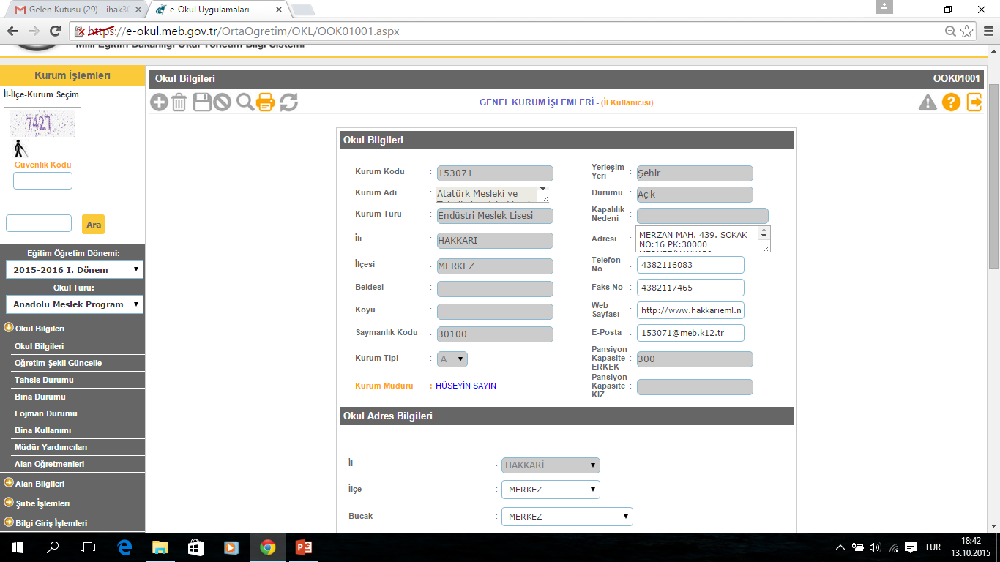 Gelen Kutusu (29) - ihak30
e-Okul Uygulamaları
https://e-okul.meb.gov.tr/OrtaOgretim/OKL/OOK01001.aspx
Milli Eğitim Bakanlığı Okul Yönetim Bilgi Sistemi
Kurum İşlemleri
Okul Bilgileri
OOK01001
İl-İlçe-Kurum Seçim
GENEL KURUM İŞLEMLERİ - (İl Kullanıcısı)
7427
Güvenlik Kodu
Ara
Eğitim Öğretim Dönemi:
2015-2016 I. Dönem
Okul Türü:
Anadolu Meslek Programı
Okul Bilgileri
Okul Bilgileri
Öğretim Şekli Güncelle
Tahsis Durumu
Bina Durumu
Lojman Durumu
Bina Kullanımı
Müdür Yardımcıları
Alan Öğretmenleri
Alan Bilgileri
Şube İşlemleri
Bilgi Giriş İşlemleri
Okul Bilgileri
Kurum Kodu : 153071
Kurum Adı : Atatürk Mesleki ve
Kurum Türü : Endüstri Meslek Lisesi
İli : HAKKARİ
İlçesi : MERKEZ
Beldesi :
Köyü :
Saymanlık Kodu : 30100
Kurum Tipi : A
Kurum Müdürü : HÜSEYİN SAYIN
Yerleşim Yeri : Şehir
Durumu : Açık
Kapalılık Nedeni :
Adresi : MERZAN MAH. 439. SOKAK
NO:16 PK:30000
Telefon No : 4382116083
Faks No : 4382117465
Web Sayfası : http://www.hakkarieml.n
E-Posta : 153071@meb.k12.tr
Pansiyon Kapasite ERKEK : 300
Pansiyon Kapasite KIZ :
Okul Adres Bilgileri
İl : HAKKARİ
İlçe : MERKEZ
Bucak : MERKEZ
TUR
18:42
13.10.2015